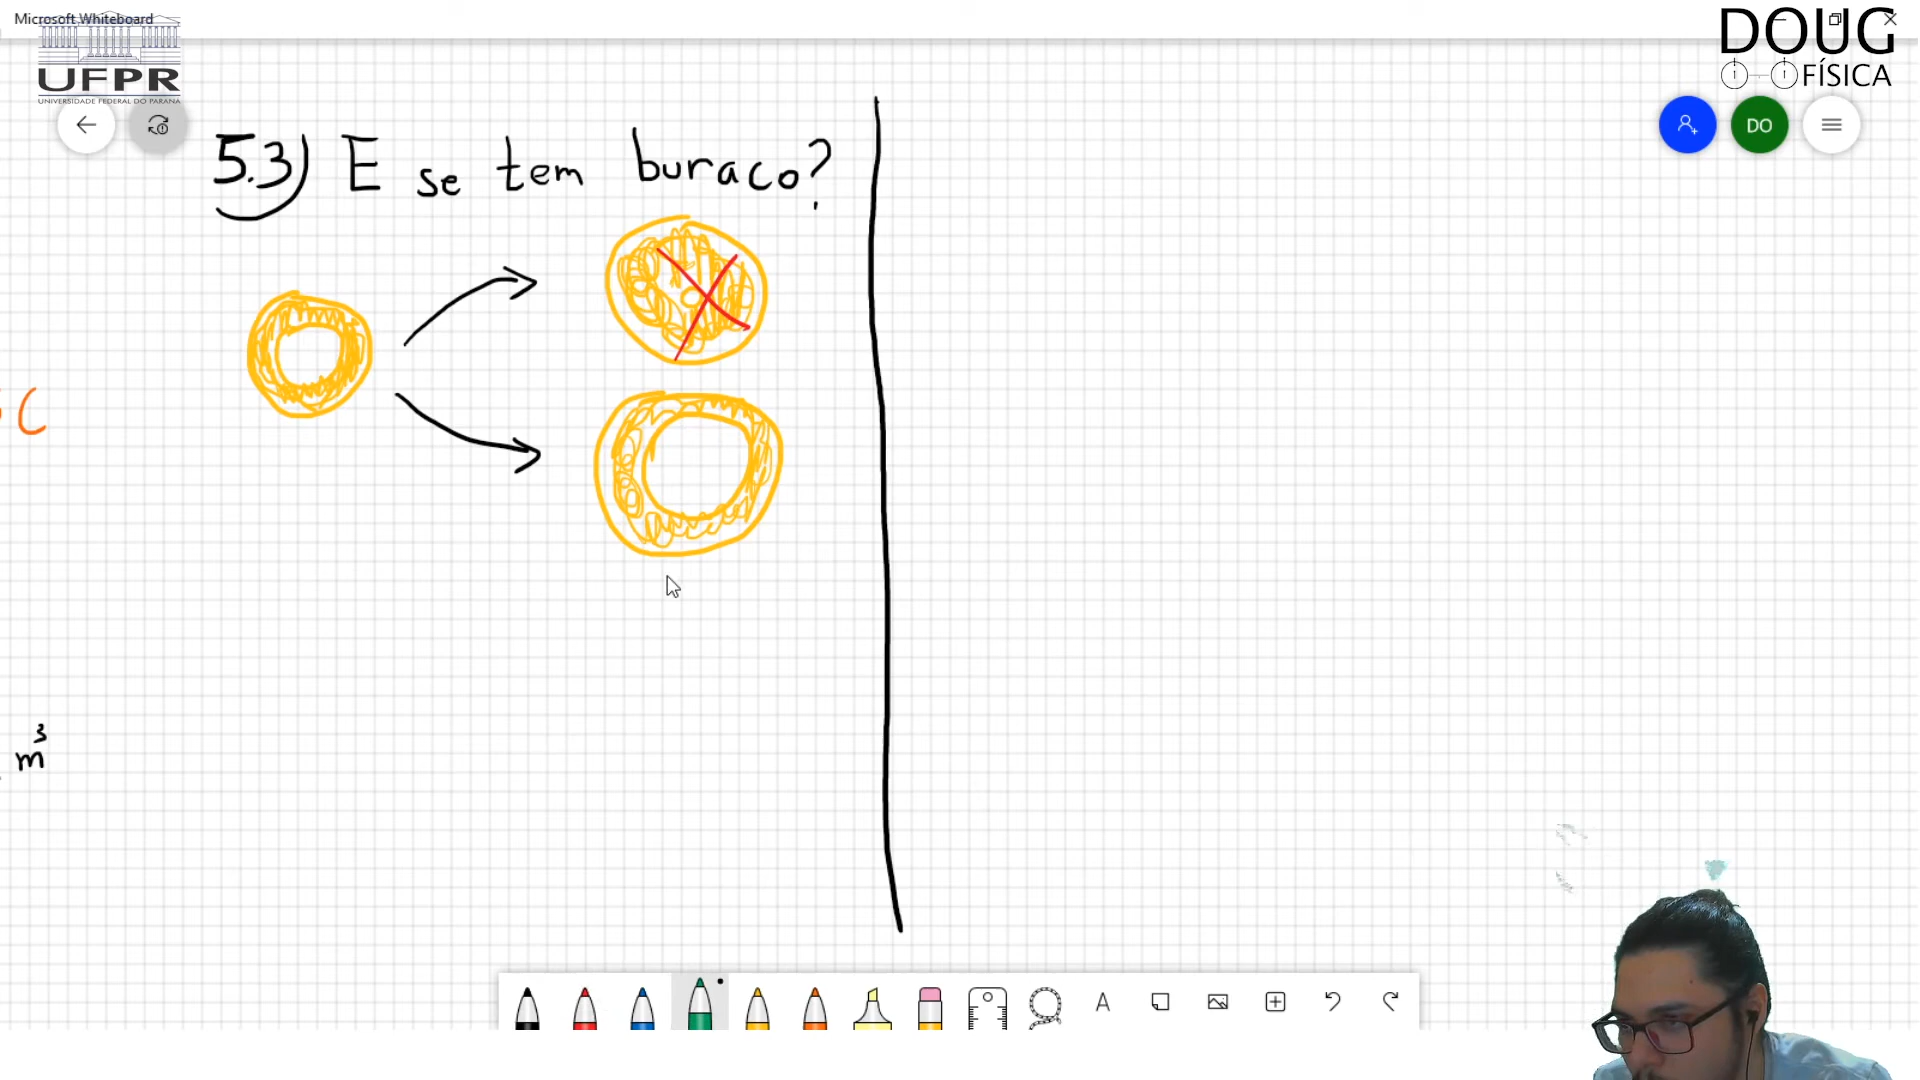 Microsoft Whiteboard
UFPR
UNIVERSIDADE FEDERAL DO PARANÁ
DOUG
FÍSICA
DO
5.3) E se tem buraco?
C
m³
A